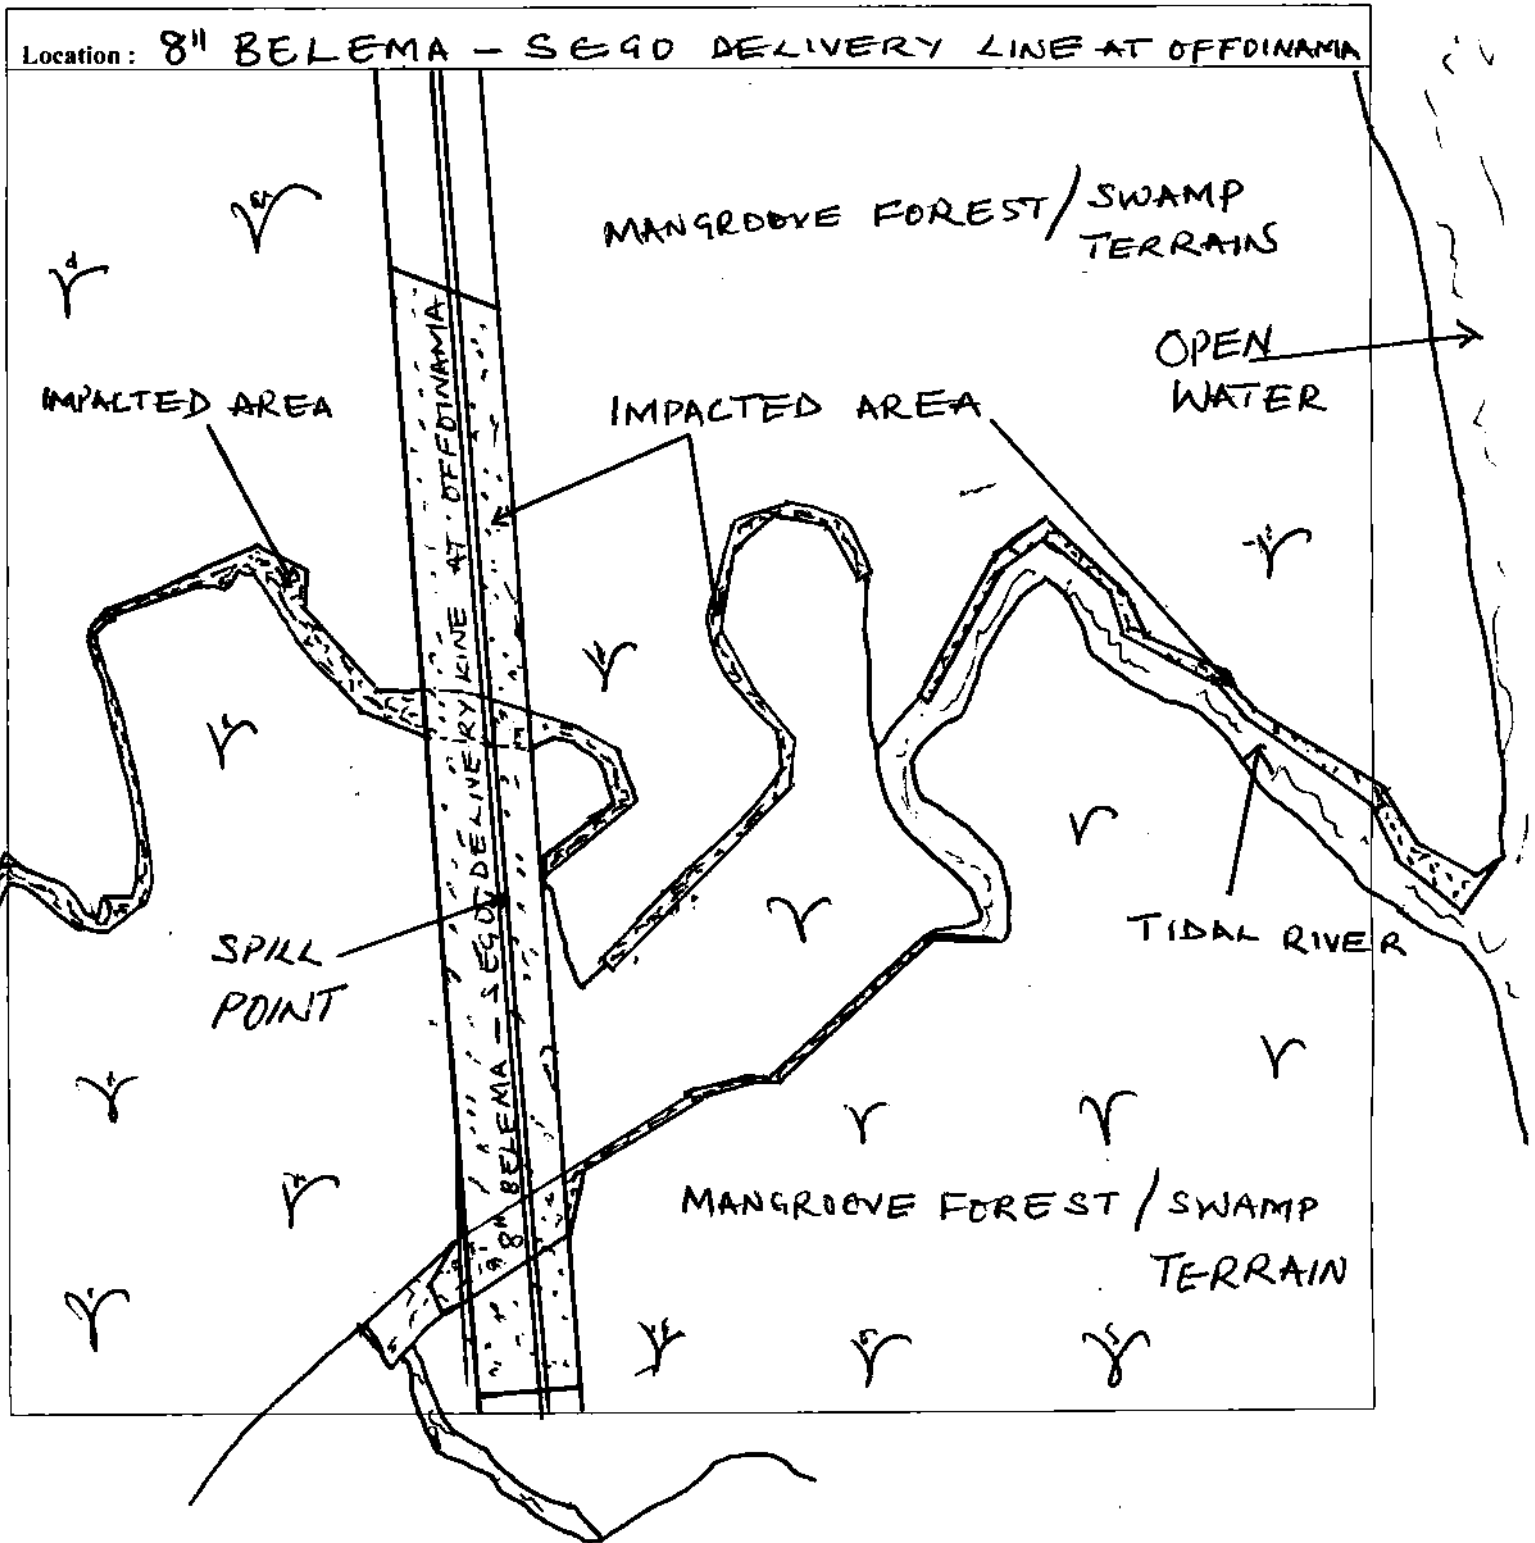 Location : 8" BELEMA - SEGO DELIVERY LINE AT OFFOINAMA
MANGROOVE FOREST/SWAMP
TERRAINS
OPEN
WATER
IMPACTED AREA
IMPACTED AREA
8" BELEMA - SEGO DELIVERY LINE AT OFFOINAMA
SPILL
POINT
TIDAL RIVER
MANGROOVE FOREST/SWAMP
TERRAIN